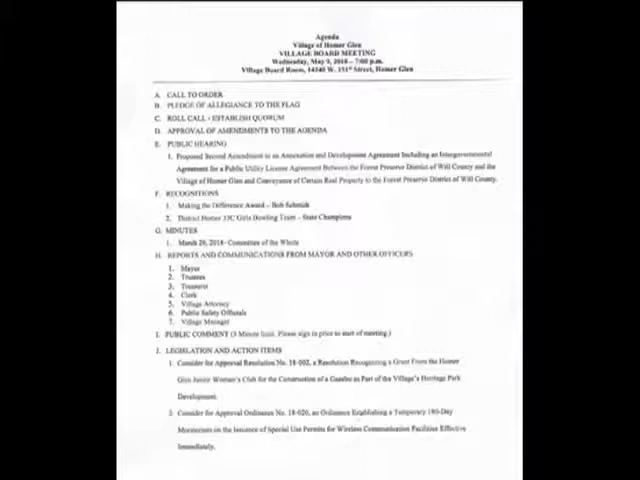 Agenda
Village of Homer Glen
VILLAGE BOARD MEETING
Wednesday, May 9, 2018 – 7:00 p.m.
Village Board Room, 14240 W. 151st Street, Homer Glen
A. CALL TO ORDER
B. PLEDGE OF ALLEGIANCE TO THE FLAG
C. ROLL CALL - ESTABLISH QUORUM
D. APPROVAL OF AMENDMENTS TO THE AGENDA
E. PUBLIC HEARING
1. Proposed Second Amendment to an Annexation and Development Agreement Including an Intergovernmental
Agreement for a Public Utility License Agreement Between the Forest Preserve District of Will County and the
Village of Homer Glen and Conveyance of Certain Real Property to the Forest Preserve District of Will County.
F. RECOGNITIONS
1. Making the Difference Award – Bob Schmidt
2. District Homer 33C Girls Bowling Team – State Champions
G. MINUTES
1. March 28, 2018- Committee of the Whole
H. REPORTS AND COMMUNICATIONS FROM MAYOR AND OTHER OFFICERS
1. Mayor
2. Trustees
3. Treasurer
4. Clerk
5. Village Attorney
6. Public Safety Officials
7. Village Manager
I. PUBLIC COMMENT (3 Minute limit. Please sign in prior to start of meeting.)
J. LEGISLATION AND ACTION ITEMS
1. Consider for Approval Resolution No. 18-002, a Resolution Recognizing a Grant From the Homer
Glen Junior Woman's Club for the Construction of a Gazebo as Part of the Village's Heritage Park
Development.
2. Consider for Approval Ordinance No. 18-020, an Ordinance Establishing a Temporary 180-Day
Moratorium on the Issuance of Special Use Permits for Wireless Communication Facilities Effective
Immediately.